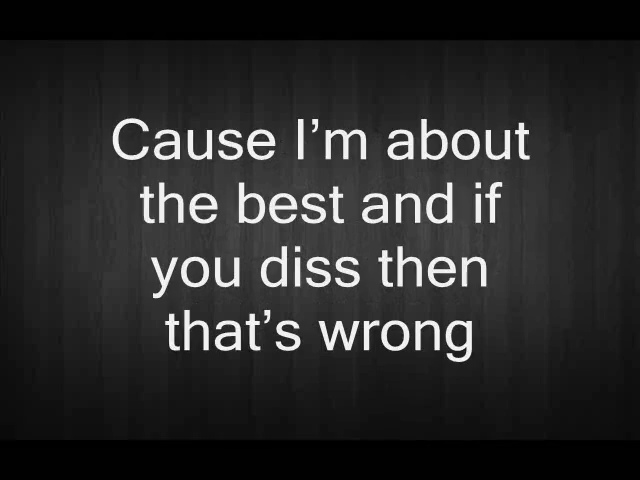 Cause I’m about
the best and if
you diss then
that’s wrong